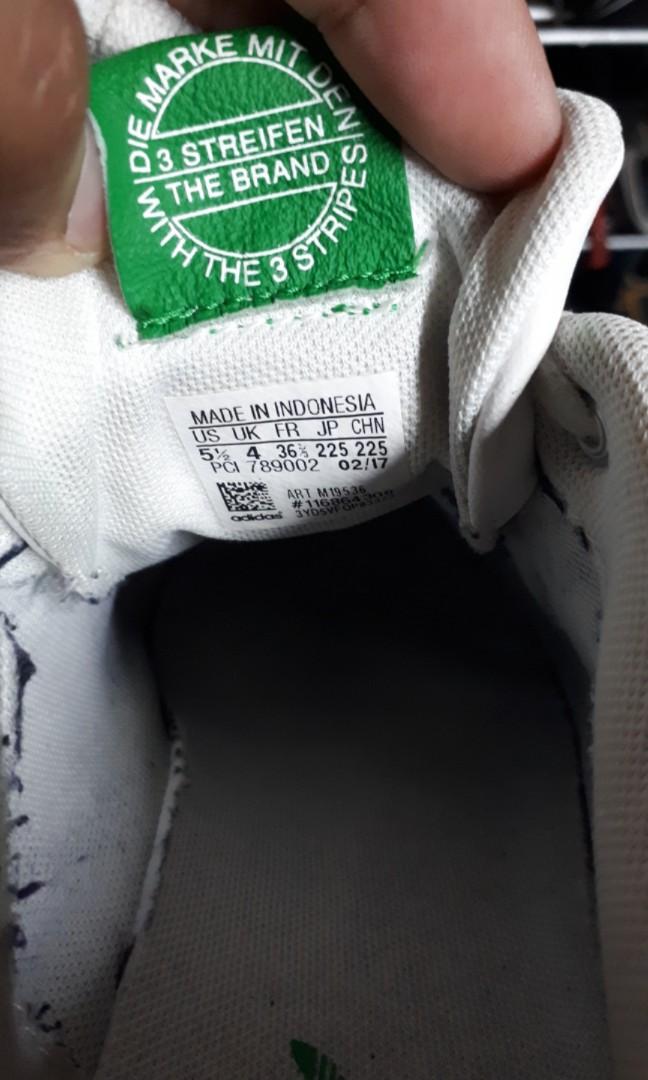 DIE MARKE MIT DEN
3 STREIFEN
THE BRAND
WITH THE 3 STRIPES
MADE IN INDONESIA
US UK FR JP CHN
5½ 4 36⅔ 225 225
PCI 789002 02/17
ART M19536
adidas